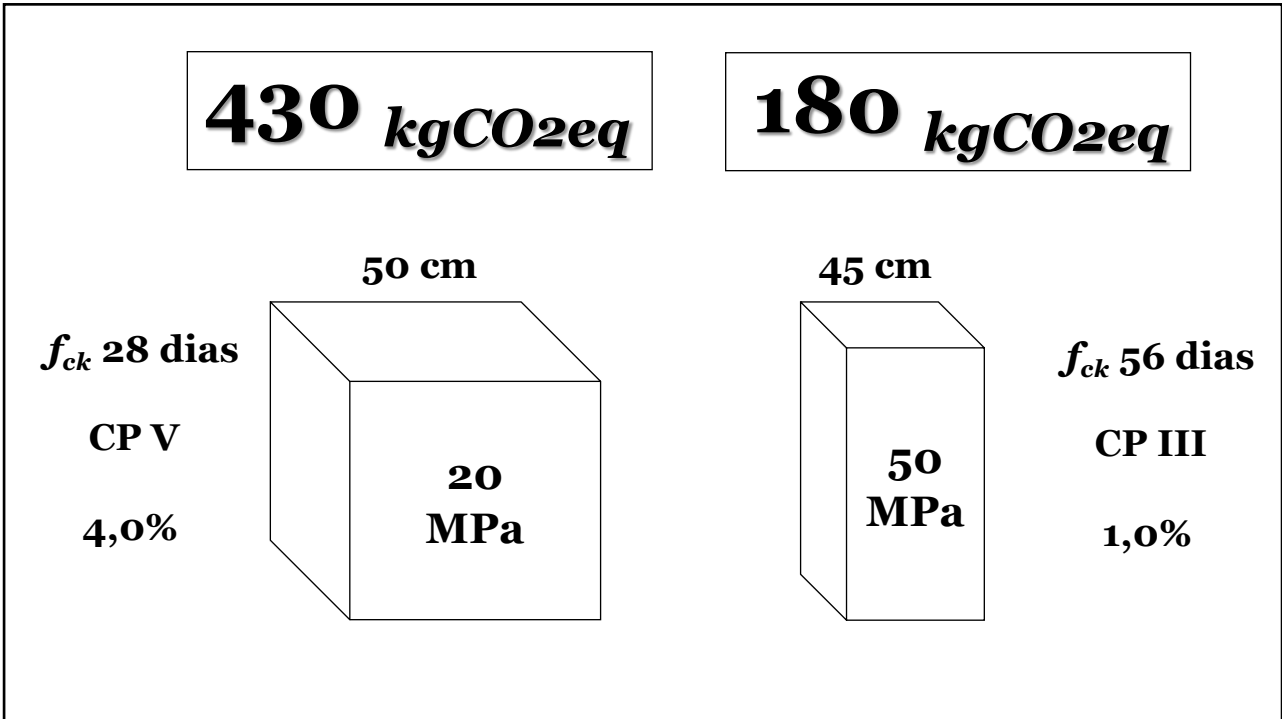 430 kgCO2eq
180 kgCO2eq
50 cm
45 cm
fck 28 dias
CP V
4,0%
20
MPa
50
MPa
fck 56 dias
CP III
1,0%